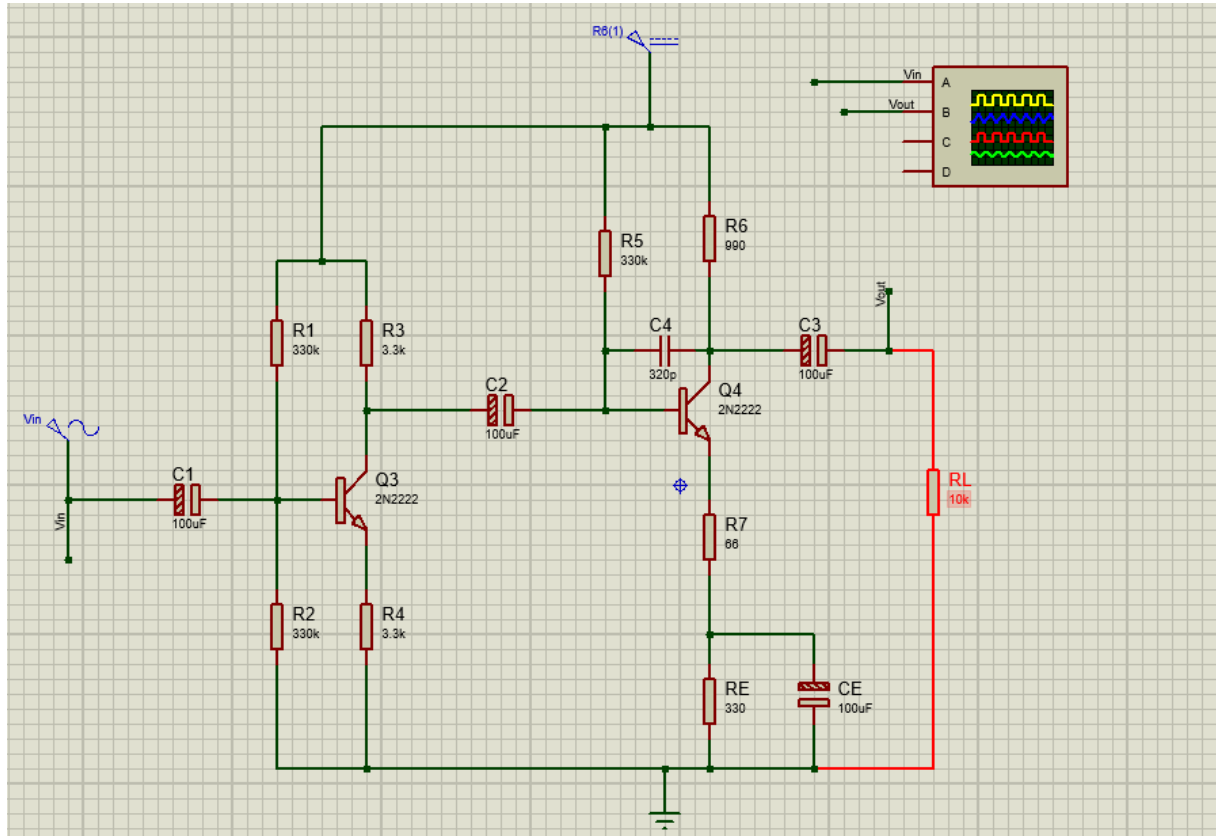 R6(1)
Vin
A
Vout
B
C
D
R5
330k
R6
990
R1
330k
R3
3.3k
C4
320p
C3
100uF
Vout
Q4
2N2222
C2
100uF
Vin
C1
100uF
Q3
2N2222
RL
10k
Vin
R7
66
R2
330k
R4
3.3k
RE
330
CE
100uF